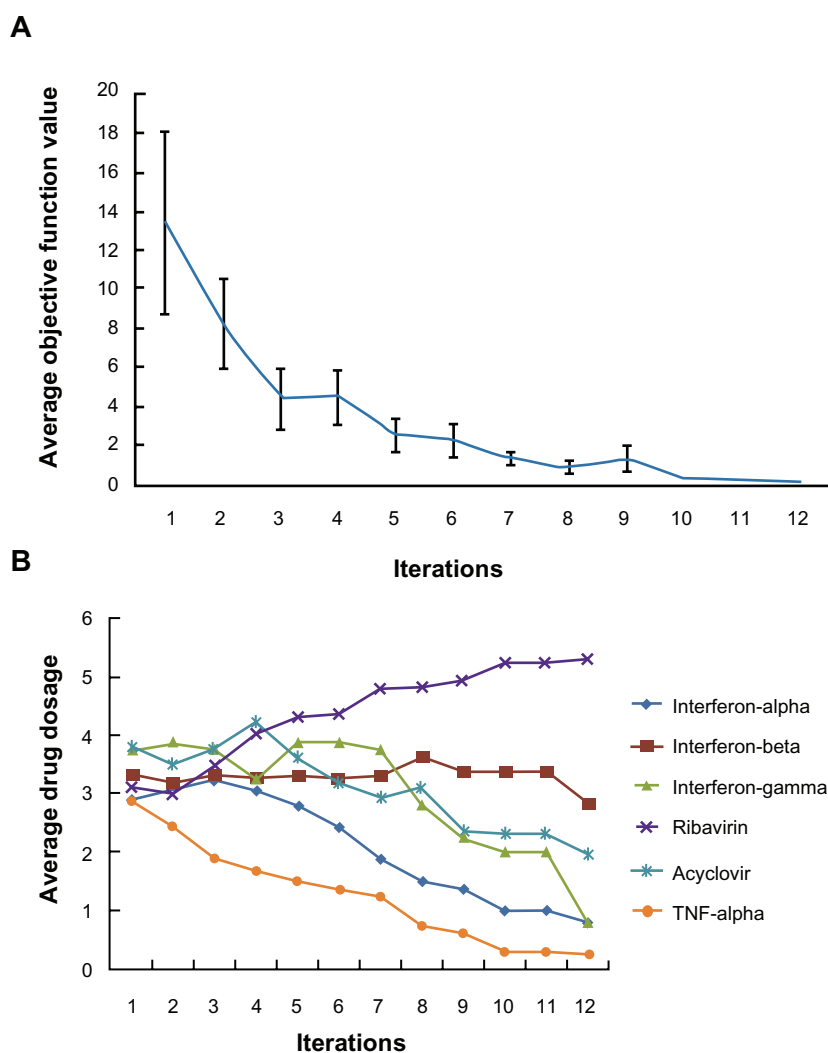 A
Average objective function value
20
18
16
14
12
10
8
6
4
2
0
1 2 3 4 5 6 7 8 9 10 11 12
Iterations
B
Average drug dosage
6
5
4
3
2
1
0
1 2 3 4 5 6 7 8 9 10 11 12
Iterations
Interferon-alpha
Interferon-beta
Interferon-gamma
Ribavirin
Acyclovir
TNF-alpha